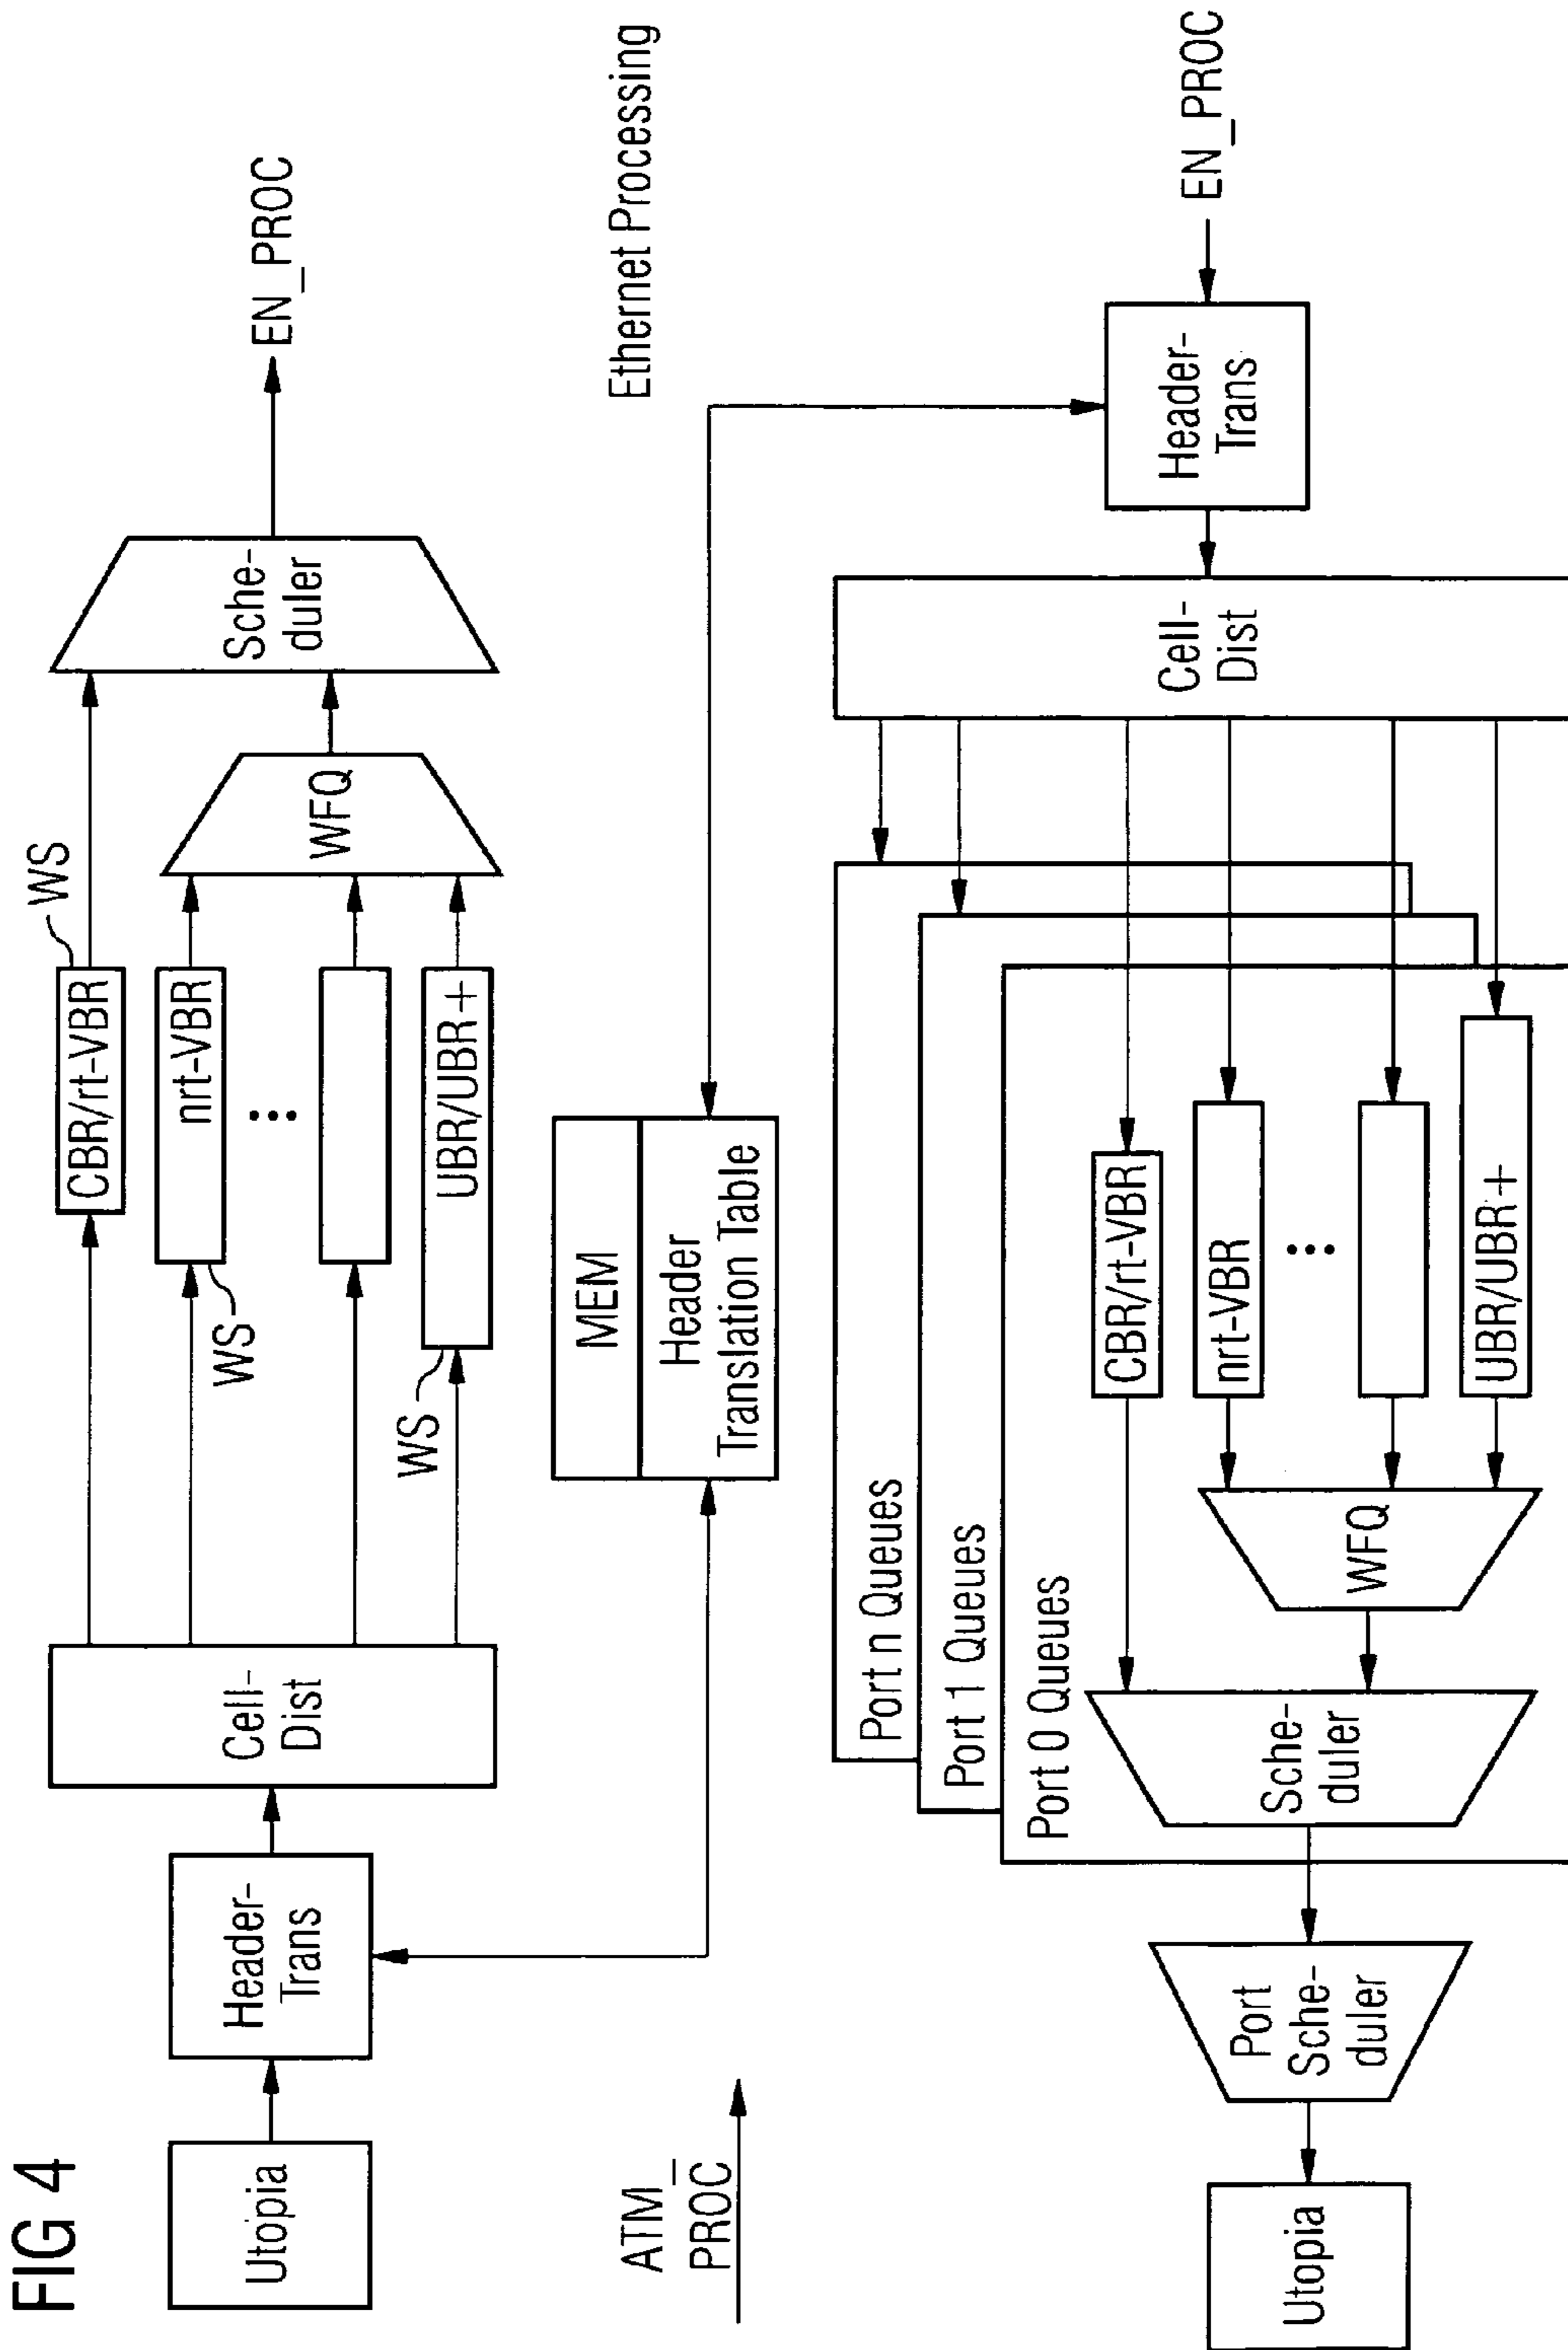 FIG 4
Utopia
Header-
Trans
Cell-
Dist
CBR/rt-VBR
WS
nrt-VBR
WS
...
UBR/UBR+
WS
WFQ
Sche-
duler
EN_PROC
ATM_
PROC
MEM
Header
Translation Table
Ethernet Processing
Utopia
Port
Sche-
duler
Port n Queues
Port 1 Queues
Port 0 Queues
Sche-
duler
WFQ
CBR/rt-VBR
nrt-VBR
...
UBR/UBR+
Cell-
Dist
Header-
Trans
EN_PROC